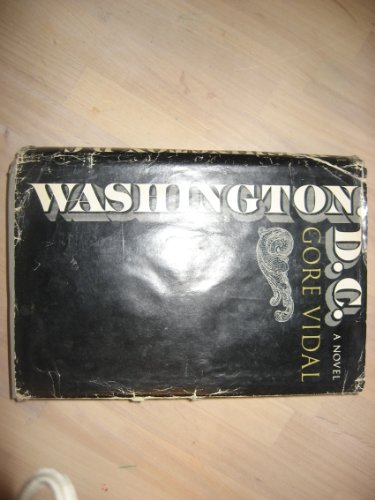 WASHINGTON,
D.C.
A NOVEL
GORE VIDAL